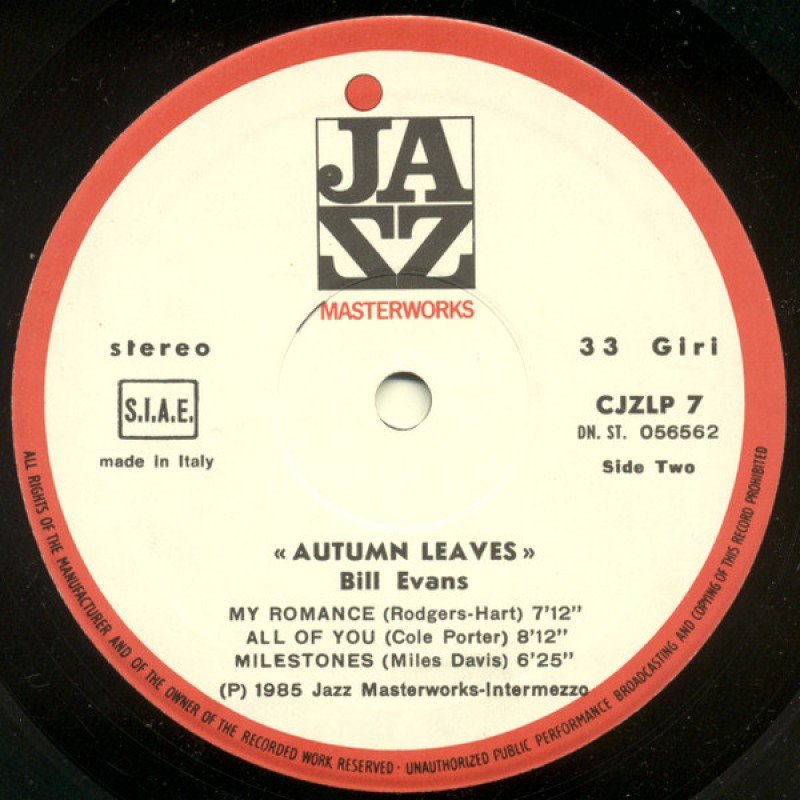 JAZZ
MASTERWORKS
stereo
33 Giri
S.I.A.E.
CJZLP 7
DN. ST. 056562
made in Italy
Side Two
« AUTUMN LEAVES »
Bill Evans
MY ROMANCE (Rodgers-Hart) 7'12"
ALL OF YOU (Cole Porter) 8'12"
MILESTONES (Miles Davis) 6'25"
(P) 1985 Jazz Masterworks-Intermezzo
ALL RIGHTS OF THE MANUFACTURER AND OF THE OWNER OF THE RECORDED WORK RESERVED · UNAUTHORIZED PUBLIC PERFORMANCE BROADCASTING AND COPYING OF THIS RECORD PROHIBITED